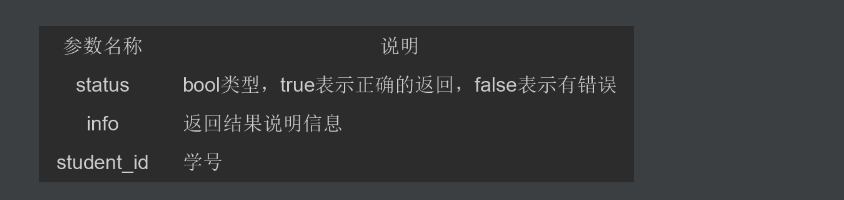 参数名称 说明
status bool类型，true表示正确的返回，false表示有错误
info 返回结果说明信息
student_id 学号